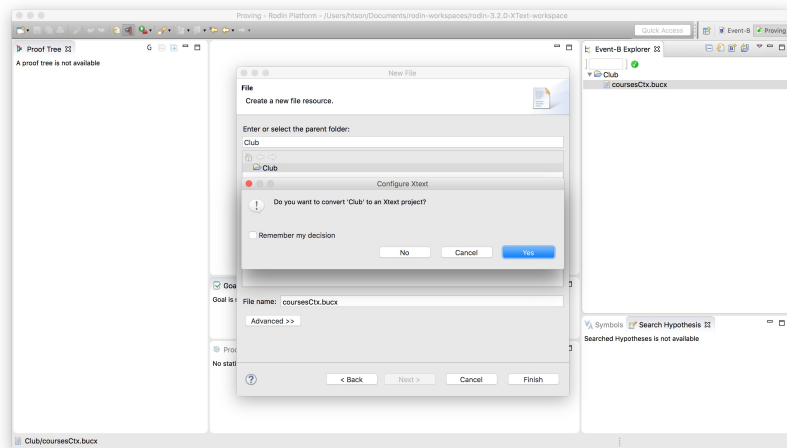 Proving - Rodin Platform - /Users/htson/Documents/rodin-workspaces/rodin-3.2.0-XText-workspace
Quick Access
Event-B
Proving
Proof Tree
G
A proof tree is not available
Event-B Explorer
Club
coursesCtx.bucx
New File
File
Create a new file resource.
Enter or select the parent folder:
Club
Club
Configure Xtext
Do you want to convert 'Club' to an Xtext project?
Remember my decision
No
Cancel
Yes
Goa
Goal is
File name: coursesCtx.bucx
Advanced >>
Symbols
Search Hypothesis
Searched Hypotheses is not available
Proo
No stati
?
< Back
Next >
Cancel
Finish
Club/coursesCtx.bucx